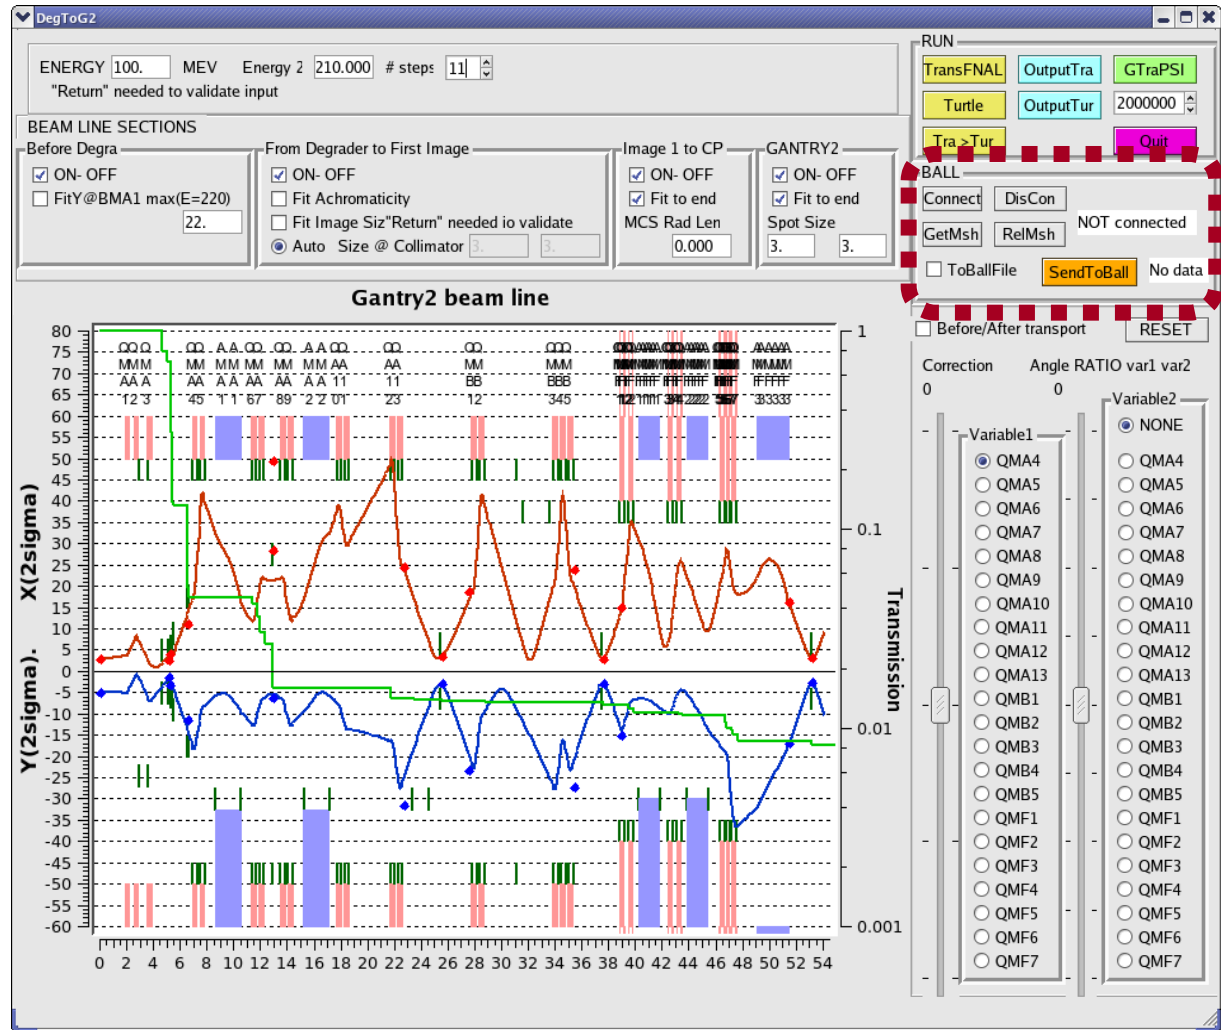 DegToG2
ENERGY 100. MEV Energy 2 210.000 # steps 11
"Return" needed to validate input
BEAM LINE SECTIONS
Before Degra
ON- OFF
FitY@BMA1 max(E=220)
22.
From Degrader to First Image
ON- OFF
Fit Achromaticity
Fit Image Siz"Return" needed io validate
Auto Size @ Collimator 3. 3.
Image 1 to CP
ON- OFF
Fit to end
MCS Rad Len
0.000
GANTRY2
ON- OFF
Fit to end
Spot Size
3. 3.
RUN
TransFNAL OutputTra GTraPSI
Turtle OutputTur 2000000
Tra >Tur Quit
BALL
Connect DisCon
NOT connected
GetMsh RelMsh
ToBallFile SendToBall No data
Before/After transport RESET
Correction Angle RATIO var1 var2
0 0
Variable1
QMA4
QMA5
QMA6
QMA7
QMA8
QMA9
QMA10
QMA11
QMA12
QMA13
QMB1
QMB2
QMB3
QMB4
QMB5
QMF1
QMF2
QMF3
QMF4
QMF5
QMF6
QMF7
Variable2
NONE
QMA4
QMA5
QMA6
QMA7
QMA8
QMA9
QMA10
QMA11
QMA12
QMA13
QMB1
QMB2
QMB3
QMB4
QMB5
QMF1
QMF2
QMF3
QMF4
QMF5
QMF6
QMF7
Gantry2 beam line
80
75
70
65
60
55
50
45
40
35
30
25
20
15
10
5
0
-5
-10
-15
-20
-25
-30
-35
-40
-45
-50
-55
-60
X(2sigma)
Y(2sigma).
1
0.1
0.01
0.001
Transmission
0 2 4 6 8 10 12 14 16 18 20 22 24 26 28 30 32 34 36 38 40 42 44 46 48 50 52 54